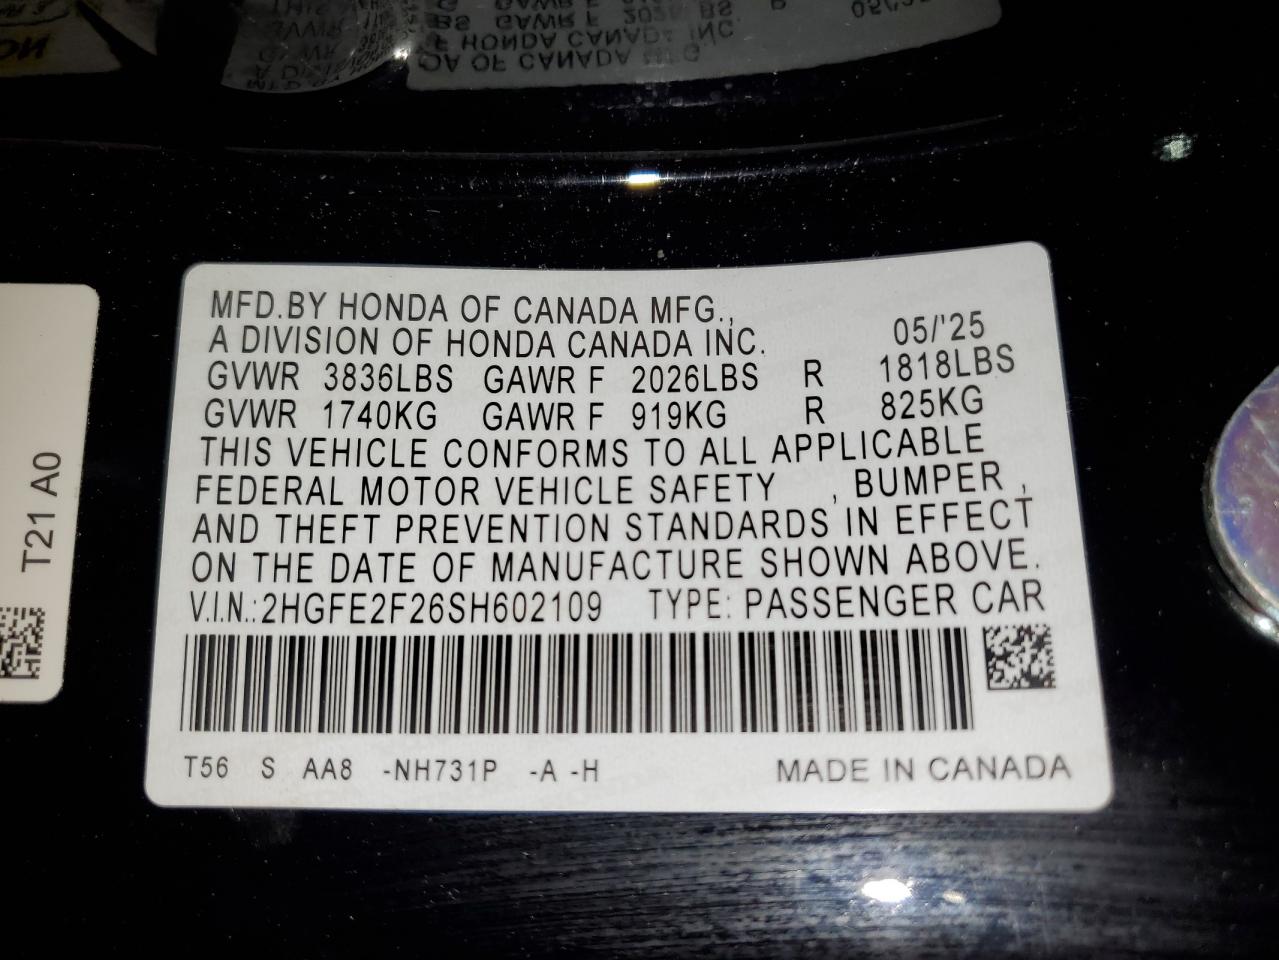 MFD.BY HONDA OF CANADA MFG.,
A DIVISION OF HONDA CANADA INC. 05/'25
GVWR 3836LBS GAWR F 2026LBS R 1818LBS
GVWR 1740KG GAWR F 919KG R 825KG
THIS VEHICLE CONFORMS TO ALL APPLICABLE
FEDERAL MOTOR VEHICLE SAFETY , BUMPER ,
AND THEFT PREVENTION STANDARDS IN EFFECT
ON THE DATE OF MANUFACTURE SHOWN ABOVE.
V.I.N.:2HGFE2F26SH602109 TYPE: PASSENGER CAR
T56 S AA8 -NH731P -A -H MADE IN CANADA
T21 A0